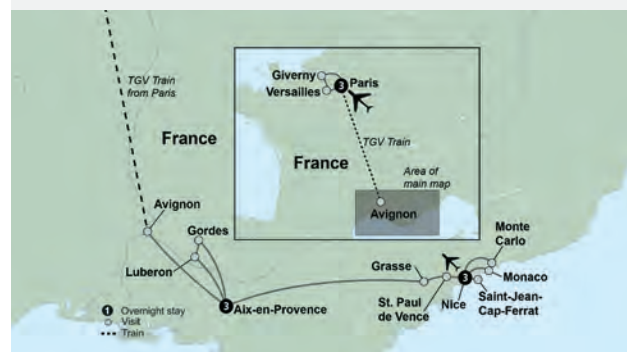 TGV Train
from Paris
France
Giverny
Paris
Versailles
3
TGV Train
France
Area of
main map
Avignon
Avignon
Gordes
Luberon
3
Aix-en-Provence
Grasse
St. Paul
de Vence
3
Nice
Monte
Carlo
Monaco
Saint-Jean-
Cap-Ferrat
1 Overnight stay
Visit
Train